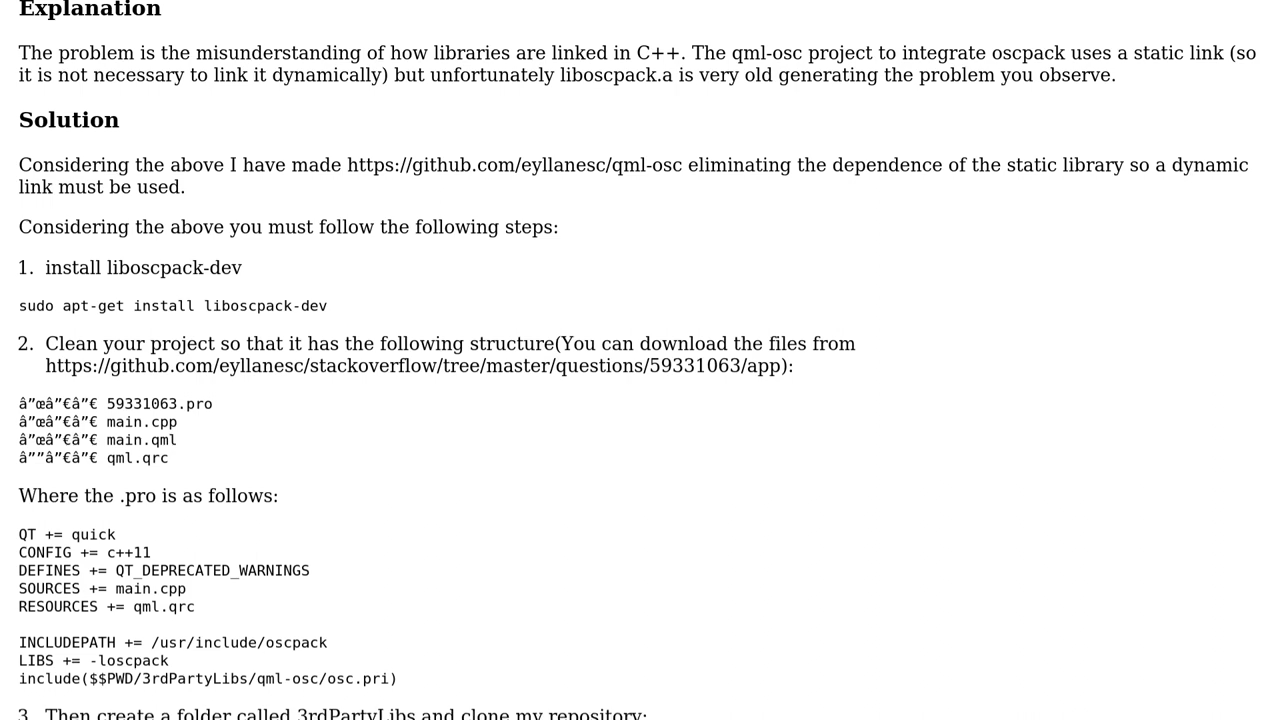 Explanation
The problem is the misunderstanding of how libraries are linked in C++. The qml-osc project to integrate oscpack uses a static link (so
it is not necessary to link it dynamically) but unfortunately liboscpack.a is very old generating the problem you observe.
Solution
Considering the above I have made https://github.com/eyllanesc/qml-osc eliminating the dependence of the static library so a dynamic
link must be used.
Considering the above you must follow the following steps:
1. install liboscpack-dev
sudo apt-get install liboscpack-dev
2. Clean your project so that it has the following structure(You can download the files from
https://github.com/eyllanesc/stackoverflow/tree/master/questions/59331063/app):
â”œâ”€â”€ 59331063.pro
â”œâ”€â”€ main.cpp
â”œâ”€â”€ main.qml
â””â”€â”€ qml.qrc
Where the .pro is as follows:
QT += quick
CONFIG += c++11
DEFINES += QT_DEPRECATED_WARNINGS
SOURCES += main.cpp
RESOURCES += qml.qrc
INCLUDEPATH += /usr/include/oscpack
LIBS += -loscpack
include($$PWD/3rdPartyLibs/qml-osc/osc.pri)
3. Then create a folder called 3rdPartyLibs and clone my repository: